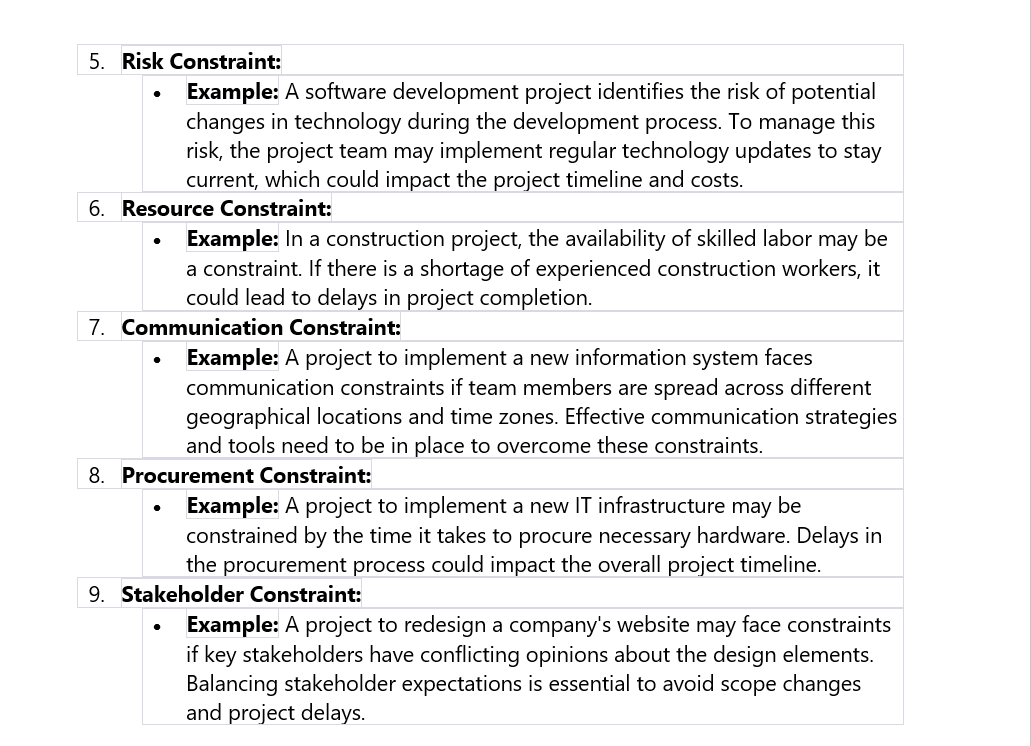 5. Risk Constraint:
• Example: A software development project identifies the risk of potential
changes in technology during the development process. To manage this
risk, the project team may implement regular technology updates to stay
current, which could impact the project timeline and costs.
6. Resource Constraint:
• Example: In a construction project, the availability of skilled labor may be
a constraint. If there is a shortage of experienced construction workers, it
could lead to delays in project completion.
7. Communication Constraint:
• Example: A project to implement a new information system faces
communication constraints if team members are spread across different
geographical locations and time zones. Effective communication strategies
and tools need to be in place to overcome these constraints.
8. Procurement Constraint:
• Example: A project to implement a new IT infrastructure may be
constrained by the time it takes to procure necessary hardware. Delays in
the procurement process could impact the overall project timeline.
9. Stakeholder Constraint:
• Example: A project to redesign a company's website may face constraints
if key stakeholders have conflicting opinions about the design elements.
Balancing stakeholder expectations is essential to avoid scope changes
and project delays.